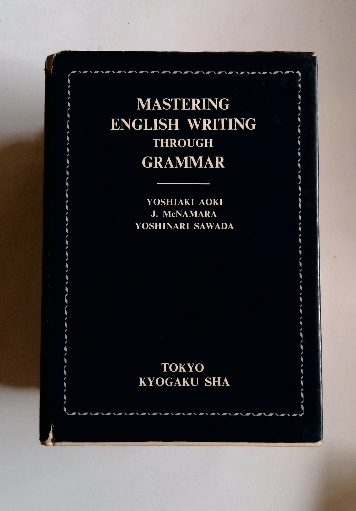 MASTERING
ENGLISH WRITING
THROUGH
GRAMMAR
YOSHIAKI AOKI
J. McNAMARA
YOSHINARI SAWADA
TOKYO
KYOGAKU SHA